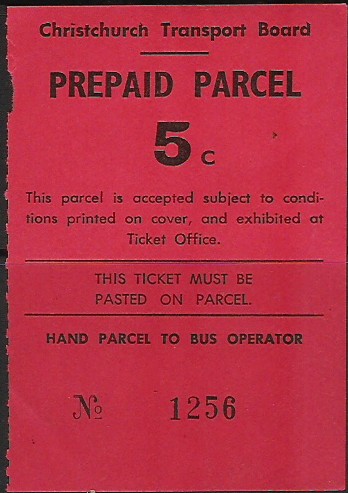 Christchurch Transport Board
PREPAID PARCEL
5 c
This parcel is accepted subject to condi-
tions printed on cover, and exhibited at
Ticket Office.
THIS TICKET MUST BE
PASTED ON PARCEL.
HAND PARCEL TO BUS OPERATOR
No 1256